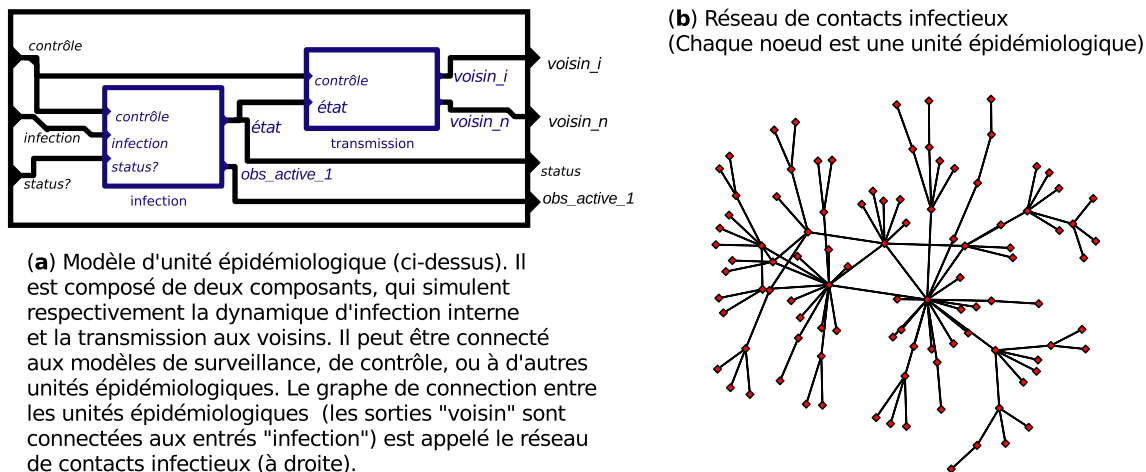 contrôle
infection
status?
contrôle
infection
status?
infection
état
obs_active_1
contrôle
état
transmission
voisin_i
voisin_n
voisin_i
voisin_n
status
obs_active_1
(a) Modèle d'unité épidémiologique (ci-dessus). Il
est composé de deux composants, qui simulent
respectivement la dynamique d'infection interne
et la transmission aux voisins. Il peut être connecté
aux modèles de surveillance, de contrôle, ou à d'autres
unités épidémiologiques. Le graphe de connection entre
les unités épidémiologiques (les sorties "voisin" sont
connectées aux entrés "infection") est appelé le réseau
de contacts infectieux (à droite).
(b) Réseau de contacts infectieux
(Chaque noeud est une unité épidémiologique)